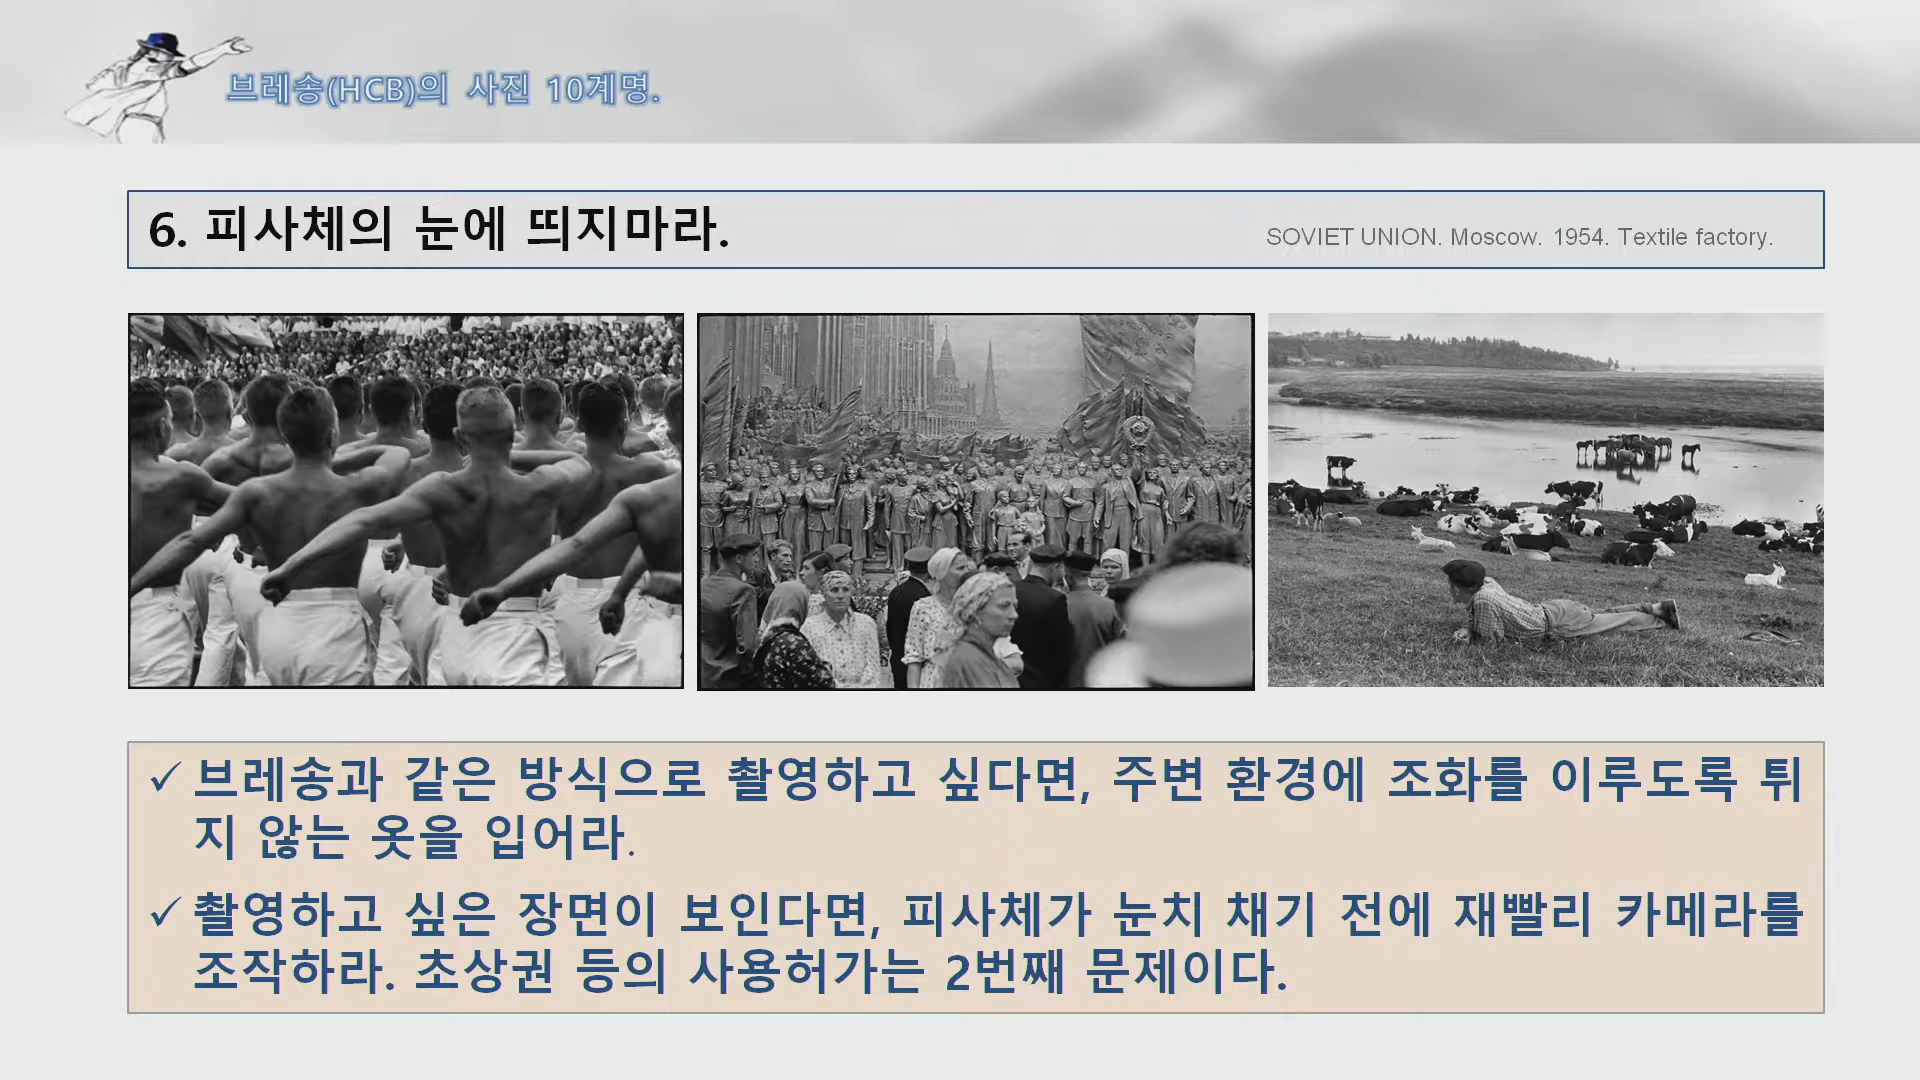 브레송(HCB)의 사진 10계명.
6. 피사체의 눈에 띄지마라.
SOVIET UNION. Moscow. 1954. Textile factory.
✓ 브레송과 같은 방식으로 촬영하고 싶다면, 주변 환경에 조화를 이루도록 튀
지 않는 옷을 입어라.
✓ 촬영하고 싶은 장면이 보인다면, 피사체가 눈치 채기 전에 재빨리 카메라를
조작하라. 초상권 등의 사용허가는 2번째 문제이다.